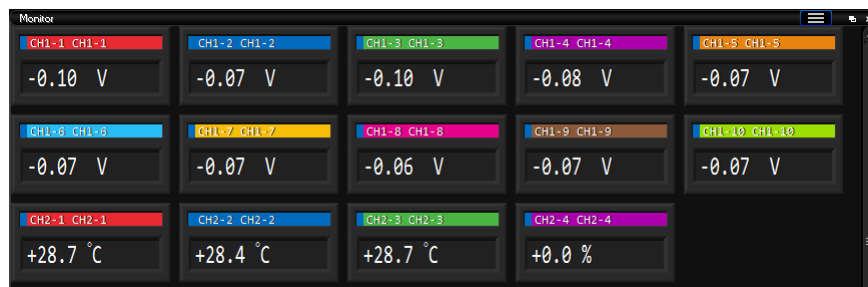 Monitor
CH1-1 CH1-1 CH1-2 CH1-2 CH1-3 CH1-3 CH1-4 CH1-4 CH1-5 CH1-5
-0.10 V -0.07 V -0.10 V -0.08 V -0.07 V
CH1-6 CH1-6 CH1-7 CH1-7 CH1-8 CH1-8 CH1-9 CH1-9 CH1-10 CH1-10
-0.07 V -0.07 V -0.06 V -0.07 V -0.07 V
CH2-1 CH2-1 CH2-2 CH2-2 CH2-3 CH2-3 CH2-4 CH2-4
+28.7 °C +28.4 °C +28.7 °C +0.0 %